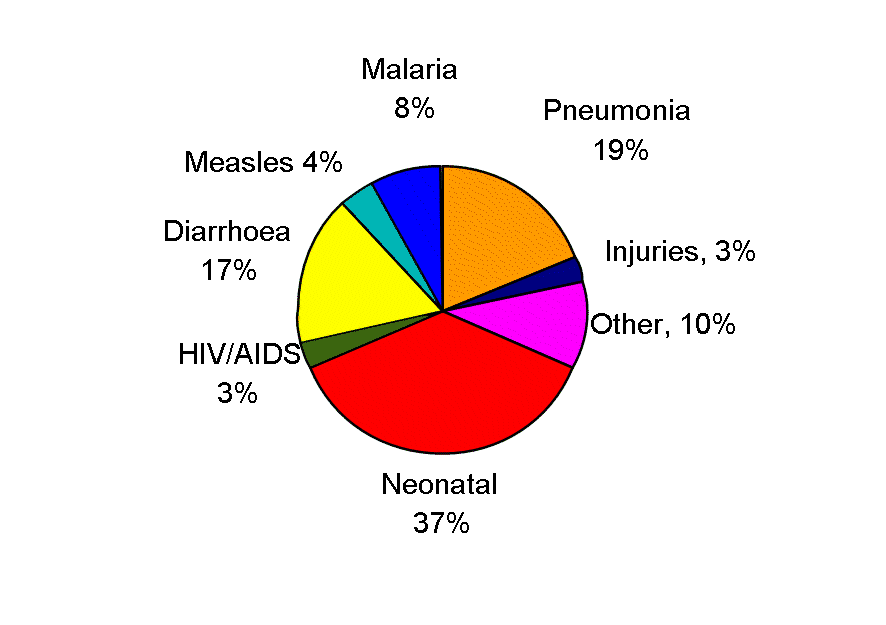 Malaria
8%
Pneumonia
19%
Measles 4%
Diarrhoea
17%
Injuries, 3%
Other, 10%
HIV/AIDS
3%
Neonatal
37%